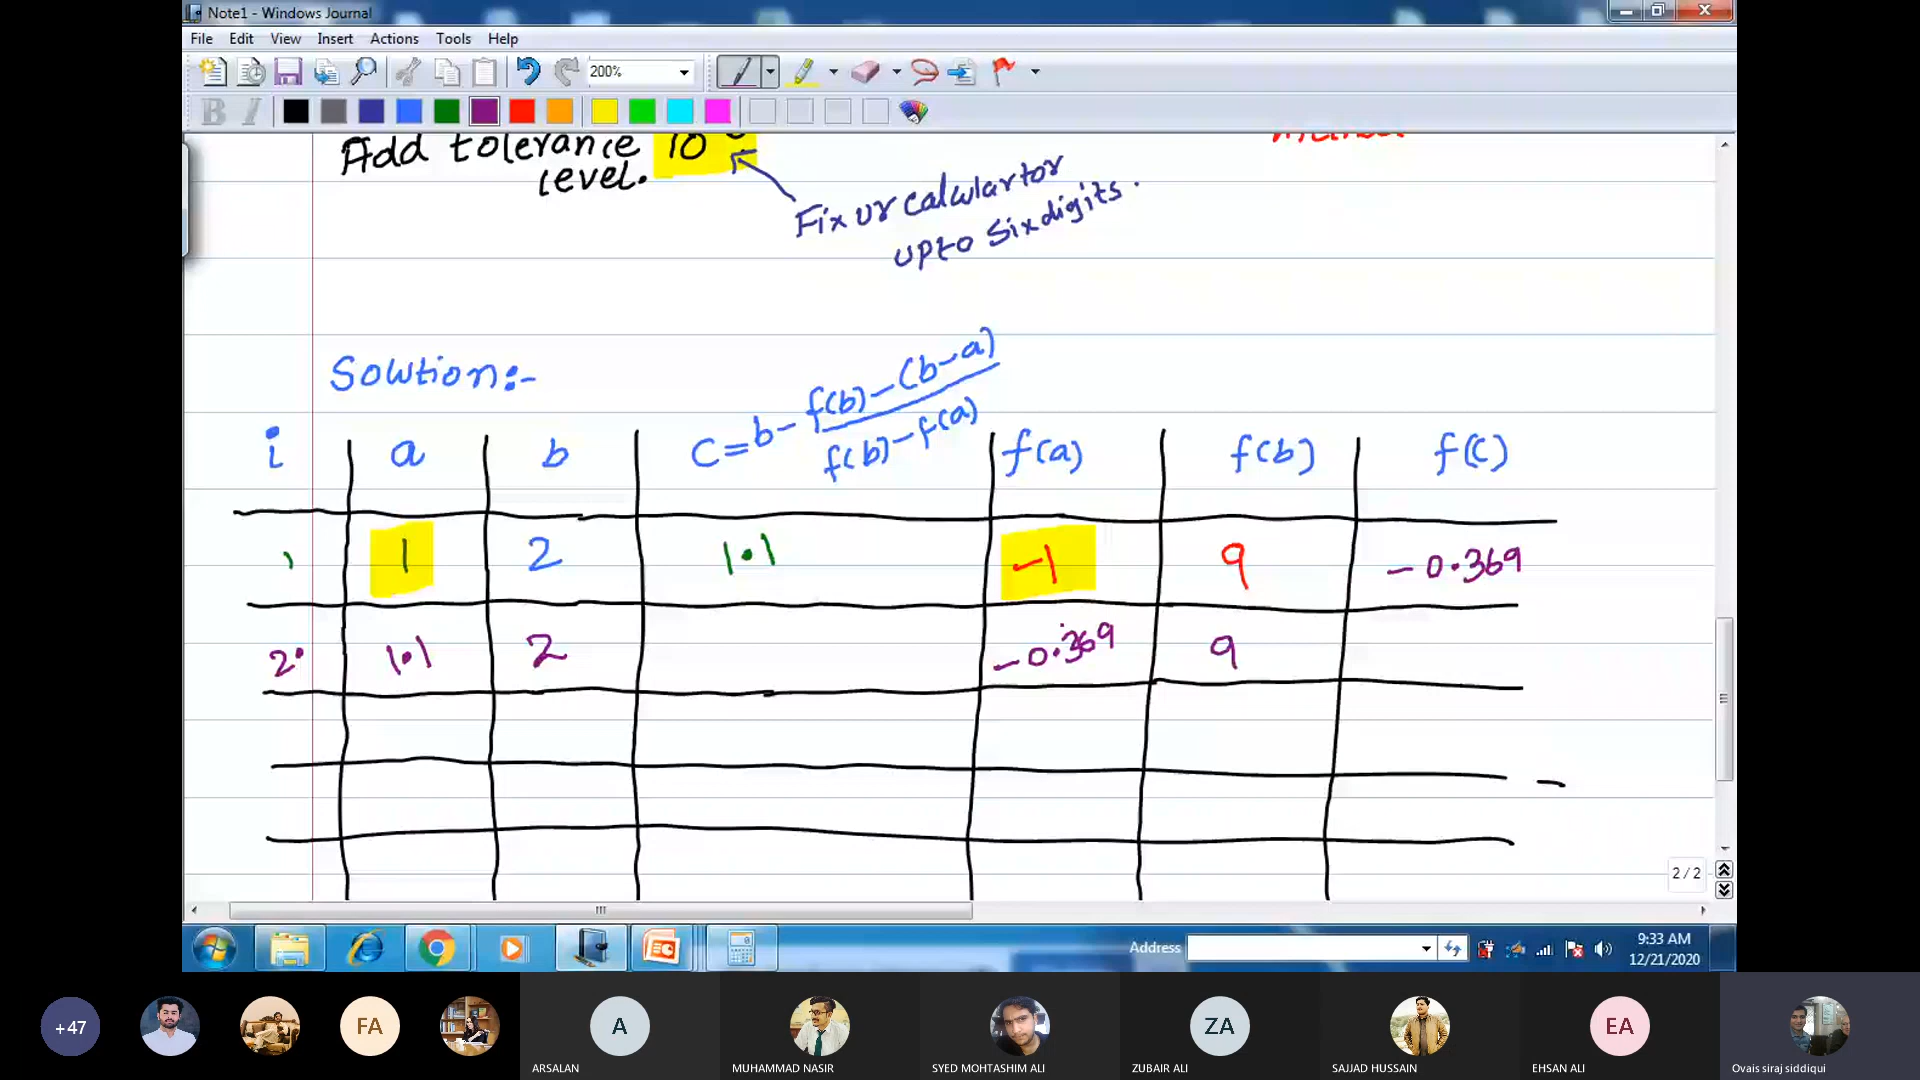 Note1 - Windows Journal
File Edit View Insert Actions Tools Help
200%
B I
Add tolerance 10
level.
Fix ur calculartor
upto Six digits.
Solution:-
i a b C = b - f(b) - (b-a) / f(b) - f(a) f(a) f(b) f(c)
1 1 2 1.1 -1 9 -0.369
2. 1.1 2 -0.369 9
2 / 2
Address
9:33 AM
12/21/2020
+47
FA
A
ZA
EA
ARSALAN
MUHAMMAD NASIR
SYED MOHTASHIM ALI
ZUBAIR ALI
SAJJAD HUSSAIN
EHSAN ALI
Ovais siraj siddiqui